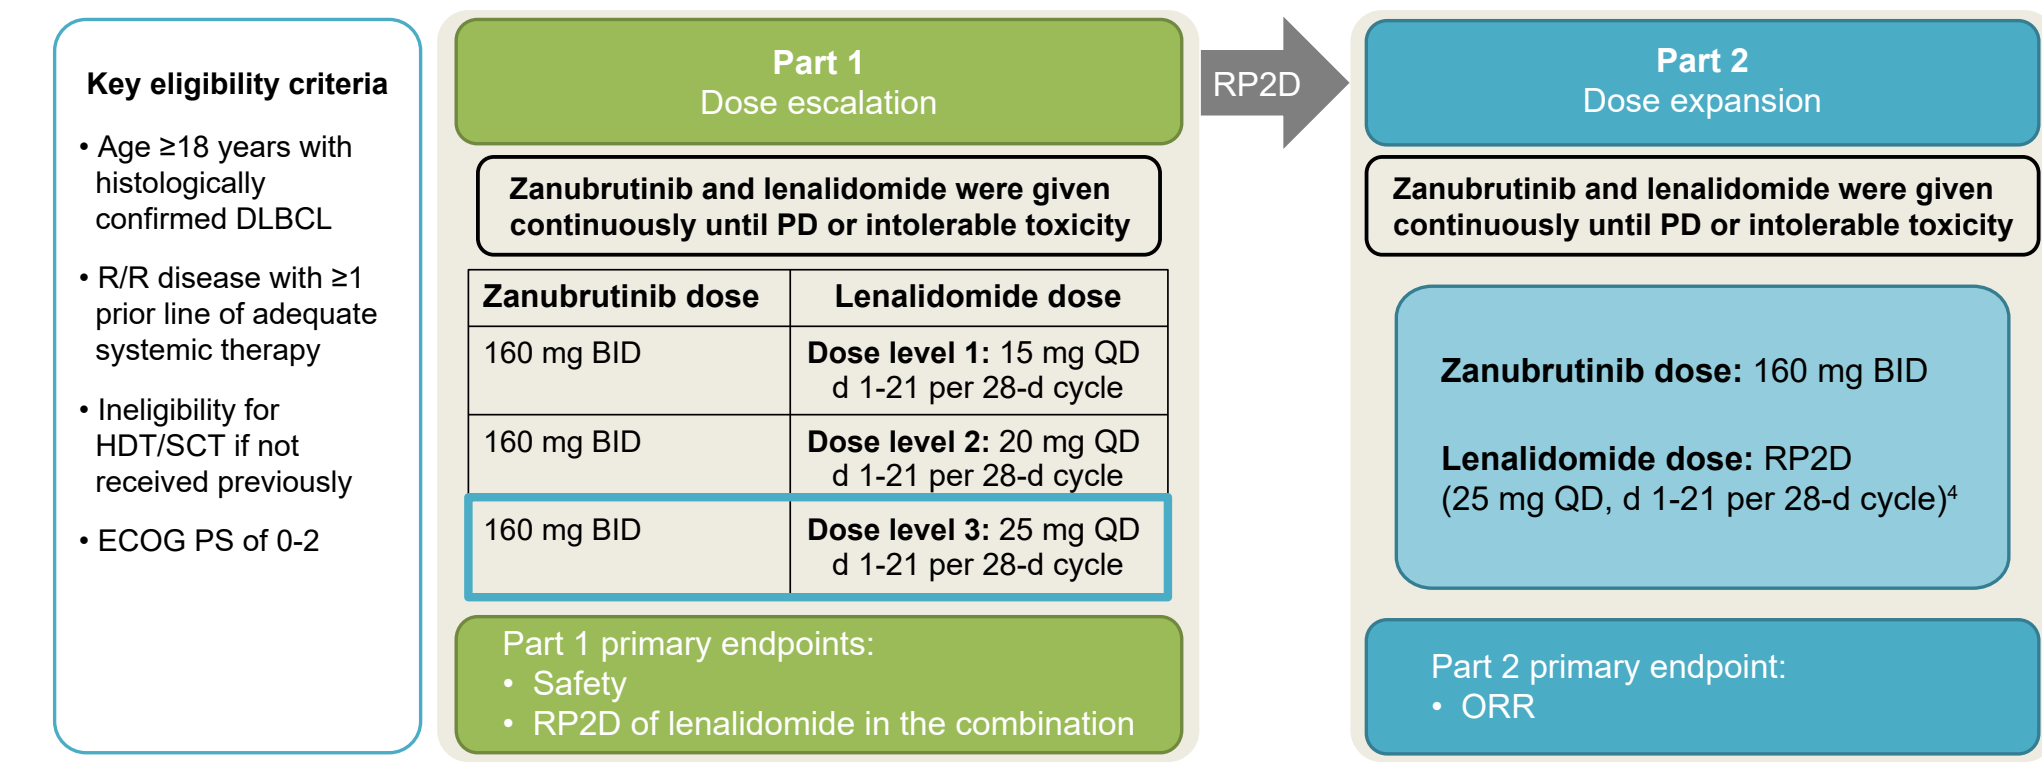 Key eligibility criteria
• Age ≥18 years with
histologically
confirmed DLBCL
• R/R disease with ≥1
prior line of adequate
systemic therapy
• Ineligibility for
HDT/SCT if not
received previously
• ECOG PS of 0-2
Part 1
Dose escalation
Zanubrutinib and lenalidomide were given
continuously until PD or intolerable toxicity
Zanubrutinib dose Lenalidomide dose
160 mg BID Dose level 1: 15 mg QD
d 1-21 per 28-d cycle
160 mg BID Dose level 2: 20 mg QD
d 1-21 per 28-d cycle
160 mg BID Dose level 3: 25 mg QD
d 1-21 per 28-d cycle
Part 1 primary endpoints:
• Safety
• RP2D of lenalidomide in the combination
RP2D
Part 2
Dose expansion
Zanubrutinib and lenalidomide were given
continuously until PD or intolerable toxicity
Zanubrutinib dose: 160 mg BID
Lenalidomide dose: RP2D
(25 mg QD, d 1-21 per 28-d cycle)⁴
Part 2 primary endpoint:
• ORR